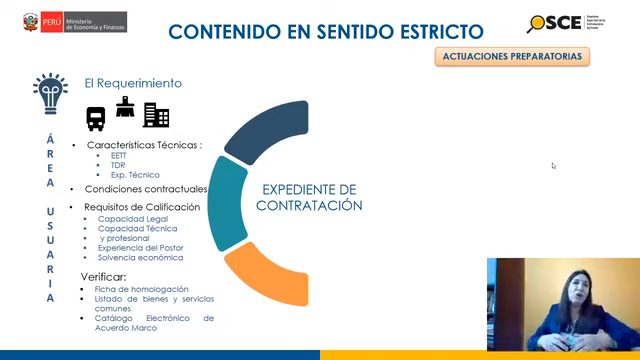 PERÚ
Ministerio
de Economía y Finanzas
CONTENIDO EN SENTIDO ESTRICTO
OSCE
ACTUACIONES PREPARATORIAS
El Requerimiento
ÁREA USUARIA
• Características Técnicas :
▪ EETT
▪ TDR
▪ Exp. Técnico
• Condiciones contractuales
• Requisitos de Calificación
▪ Capacidad Legal
▪ Capacidad Técnica
▪ y profesional
▪ Experiencia del Postor
▪ Solvencia económica
Verificar:
▪ Ficha de homologación
▪ Listado de bienes y servicios
comunes
▪ Catálogo Electrónico de
Acuerdo Marco
EXPEDIENTE DE
CONTRATACIÓN